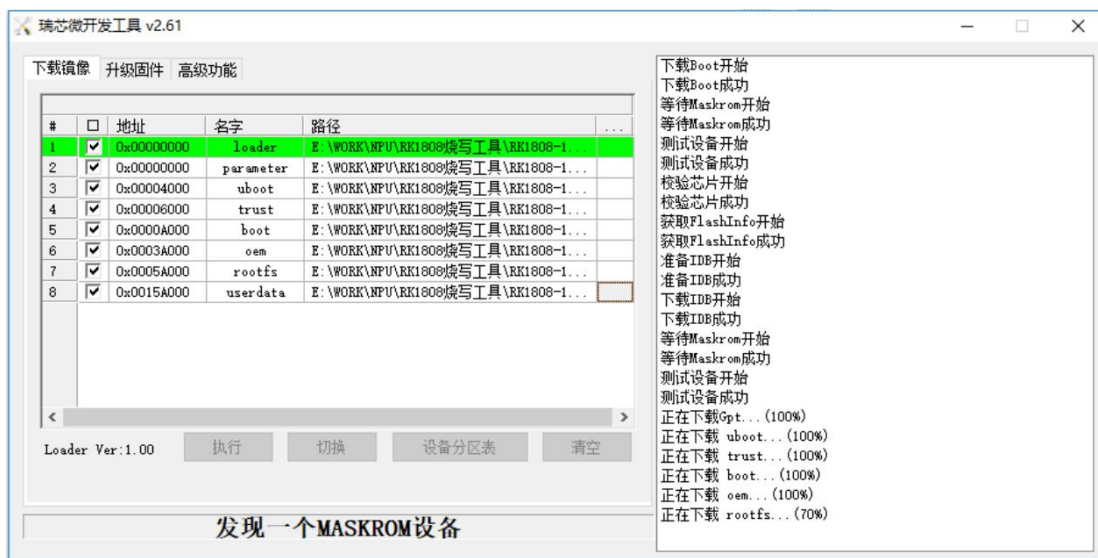 瑞芯微开发工具 v2.61
下载镜像 升级固件 高级功能
# 地址 名字 路径 ...
1 0x00000000 loader E:\WORK\NPU\RK1808烧写工具\RK1808-1...
2 0x00000000 parameter E:\WORK\NPU\RK1808烧写工具\RK1808-1...
3 0x00004000 uboot E:\WORK\NPU\RK1808烧写工具\RK1808-1...
4 0x00006000 trust E:\WORK\NPU\RK1808烧写工具\RK1808-1...
5 0x0000A000 boot E:\WORK\NPU\RK1808烧写工具\RK1808-1...
6 0x0003A000 oem E:\WORK\NPU\RK1808烧写工具\RK1808-1...
7 0x0005A000 rootfs E:\WORK\NPU\RK1808烧写工具\RK1808-1...
8 0x0015A000 userdata E:\WORK\NPU\RK1808烧写工具\RK1808-1...
Loader Ver:1.00 执行 切换 设备分区表 清空
发现一个MASKROM设备
下载Boot开始
下载Boot成功
等待Maskrom开始
等待Maskrom成功
测试设备开始
测试设备成功
校验芯片开始
校验芯片成功
获取FlashInfo开始
获取FlashInfo成功
准备IDB开始
准备IDB成功
下载IDB开始
下载IDB成功
等待Maskrom开始
等待Maskrom成功
测试设备开始
测试设备成功
正在下载Gpt...(100%)
正在下载 uboot...(100%)
正在下载 trust...(100%)
正在下载 boot...(100%)
正在下载 oem...(100%)
正在下载 rootfs...(70%)